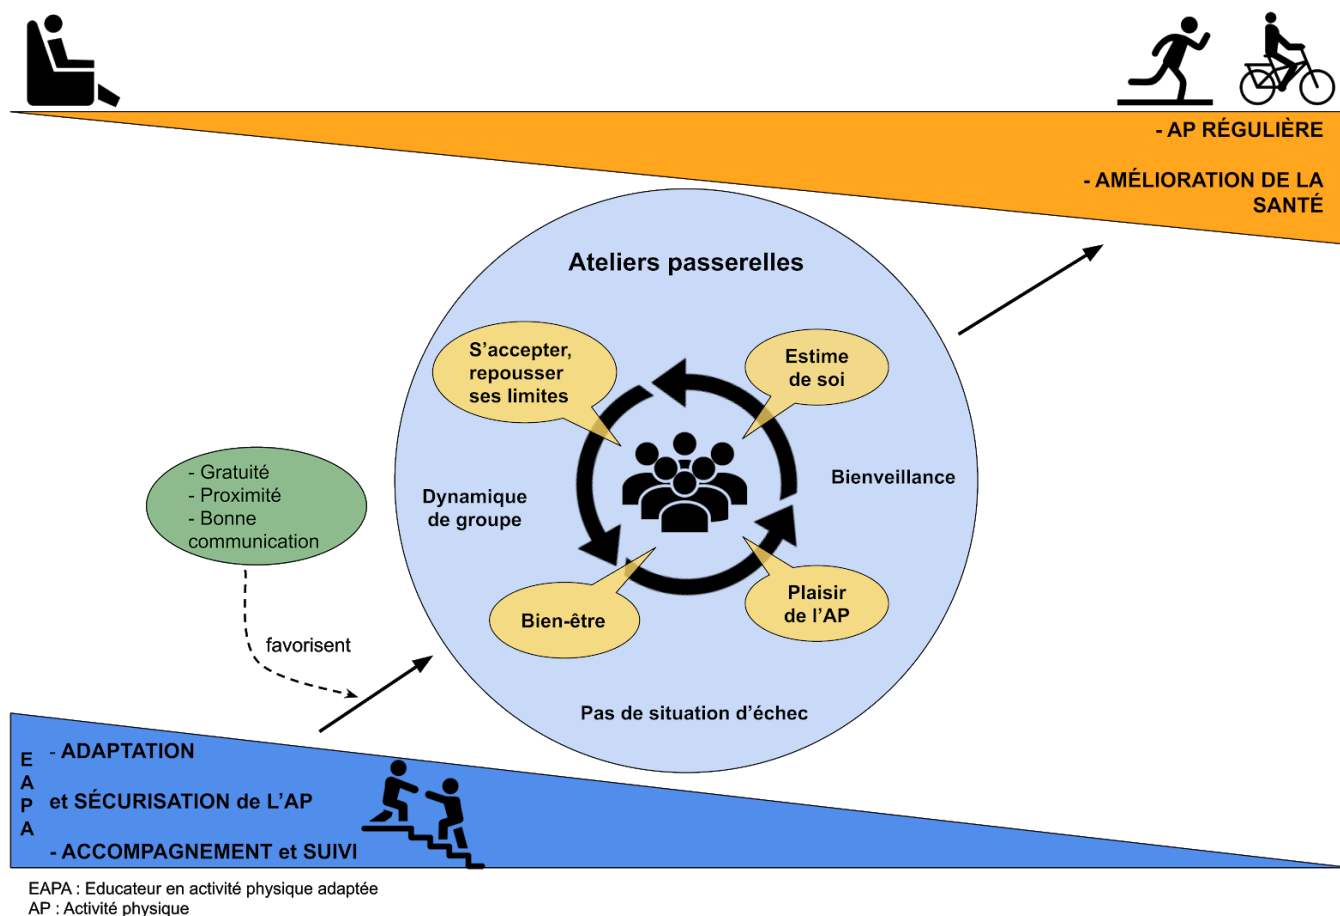 - AP RÉGULIÈRE
- AMÉLIORATION DE LA
SANTÉ
Ateliers passerelles
S’accepter,
repousser
ses limites
Estime
de soi
Dynamique
de groupe
Bienveillance
Bien-être
Plaisir
de l’AP
Pas de situation d’échec
- Gratuité
- Proximité
- Bonne
communication
favorisent
E
A
P
A
- ADAPTATION
et SÉCURISATION de L’AP
- ACCOMPAGNEMENT et SUIVI
EAPA : Educateur en activité physique adaptée
AP : Activité physique